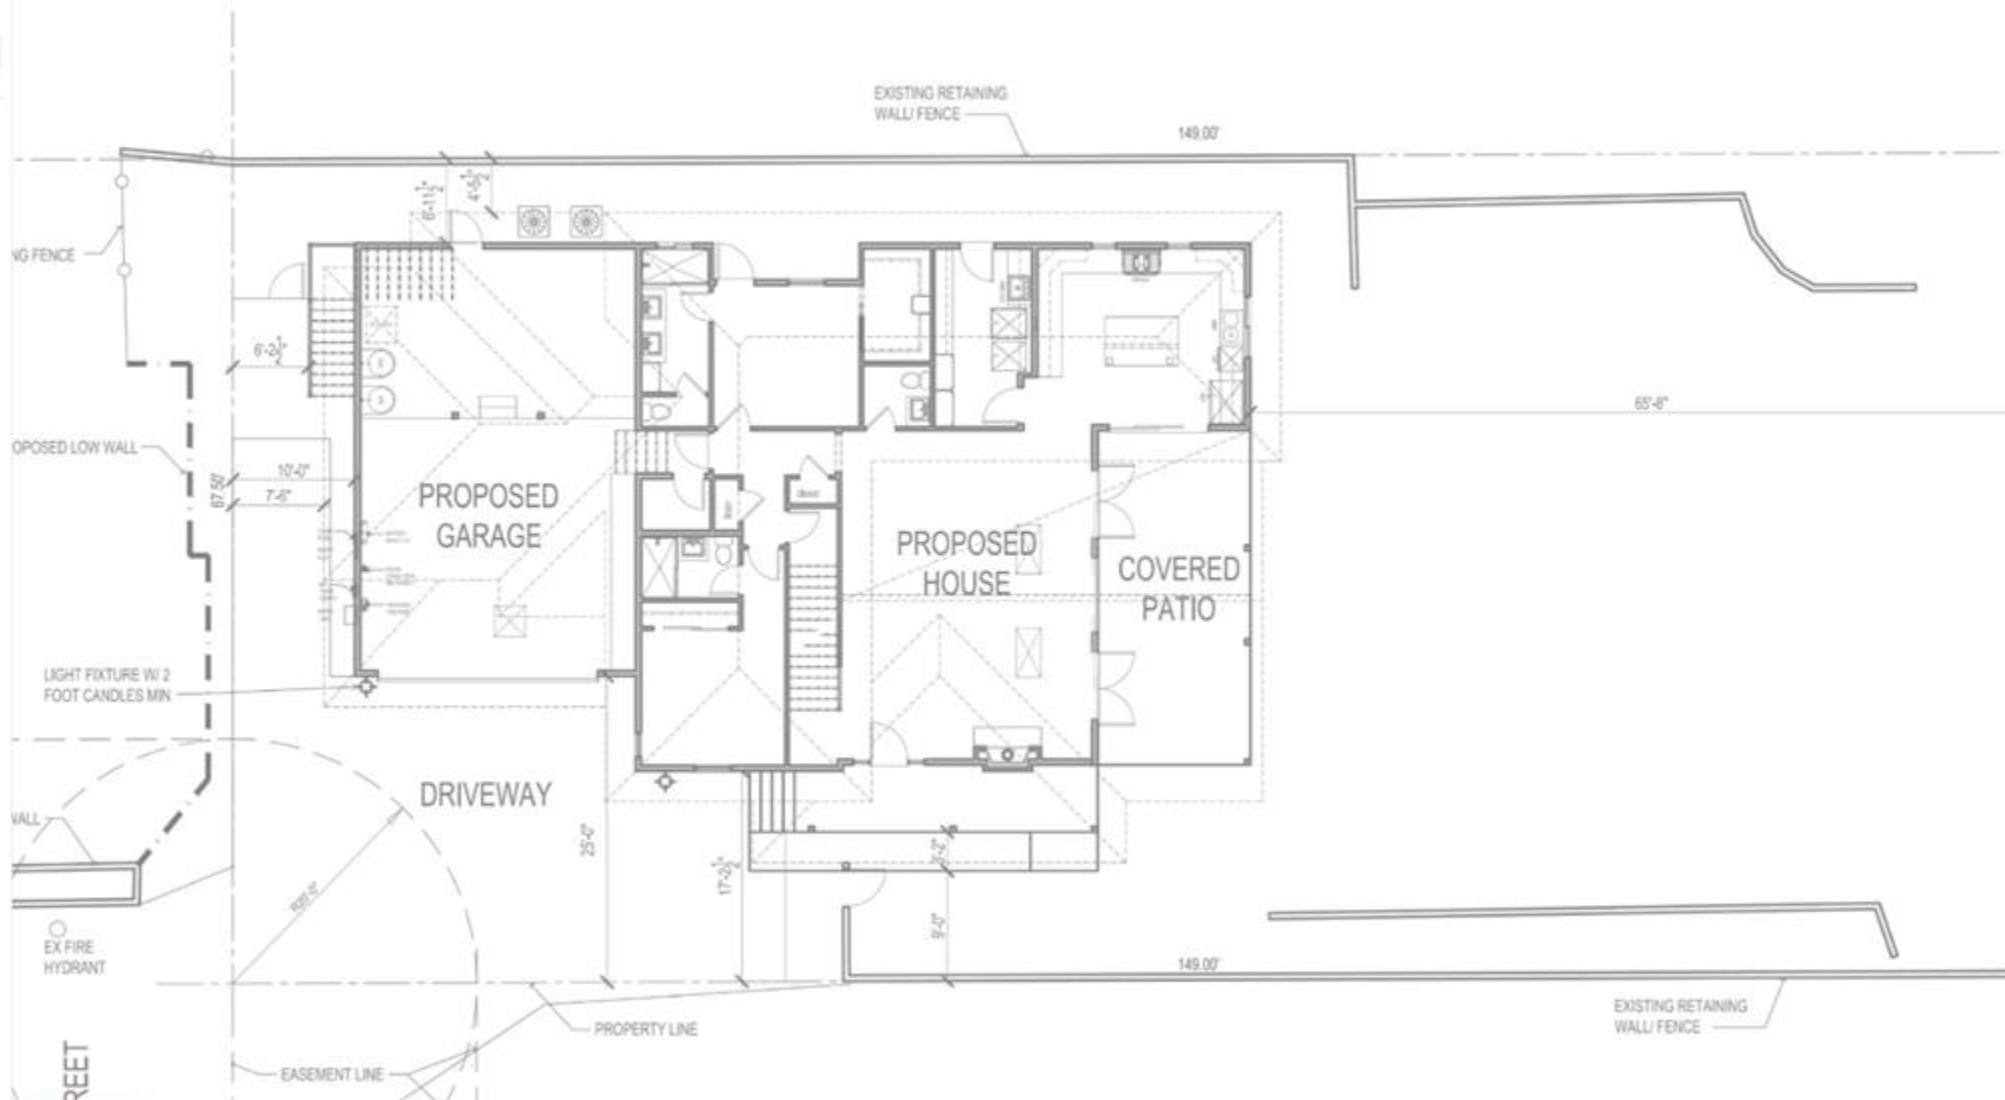 EXISTING RETAINING
WALL/ FENCE
149.00'
6'-11½"
4'-5½"
NG FENCE
6'-2½"
65'-8"
OPOSED LOW WALL
67.50'
10'-0"
7'-6"
PROPOSED
GARAGE
PROPOSED
HOUSE
COVERED
PATIO
LIGHT FIXTURE W/ 2
FOOT CANDLES MIN
DRIVEWAY
WALL
25'-0"
17'-2½"
R20'-0"
9'-0"
EX FIRE
HYDRANT
149.00'
EXISTING RETAINING
WALL/ FENCE
PROPERTY LINE
EASEMENT LINE
REET